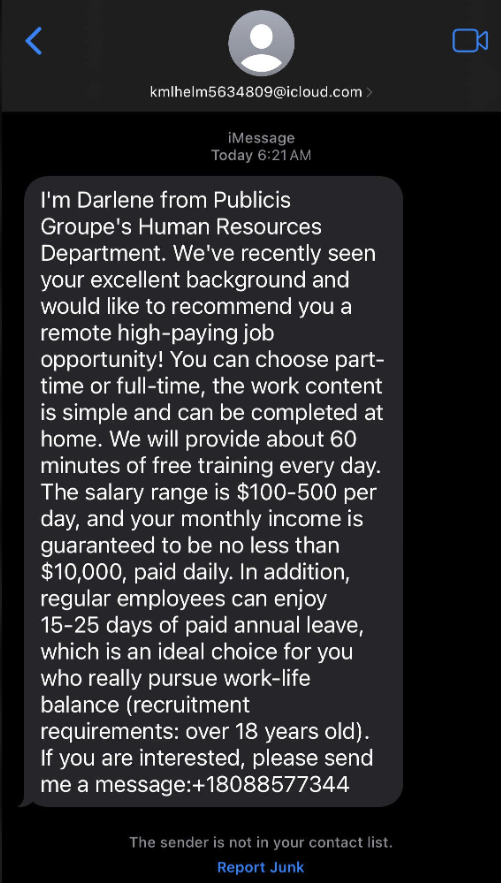 kmlhelm5634809@icloud.com
iMessage
Today 6:21 AM
I'm Darlene from Publicis
Groupe's Human Resources
Department. We've recently seen
your excellent background and
would like to recommend you a
remote high-paying job
opportunity! You can choose part-
time or full-time, the work content
is simple and can be completed at
home. We will provide about 60
minutes of free training every day.
The salary range is $100-500 per
day, and your monthly income is
guaranteed to be no less than
$10,000, paid daily. In addition,
regular employees can enjoy
15-25 days of paid annual leave,
which is an ideal choice for you
who really pursue work-life
balance (recruitment
requirements: over 18 years old).
If you are interested, please send
me a message:+18088577344
The sender is not in your contact list.
Report Junk